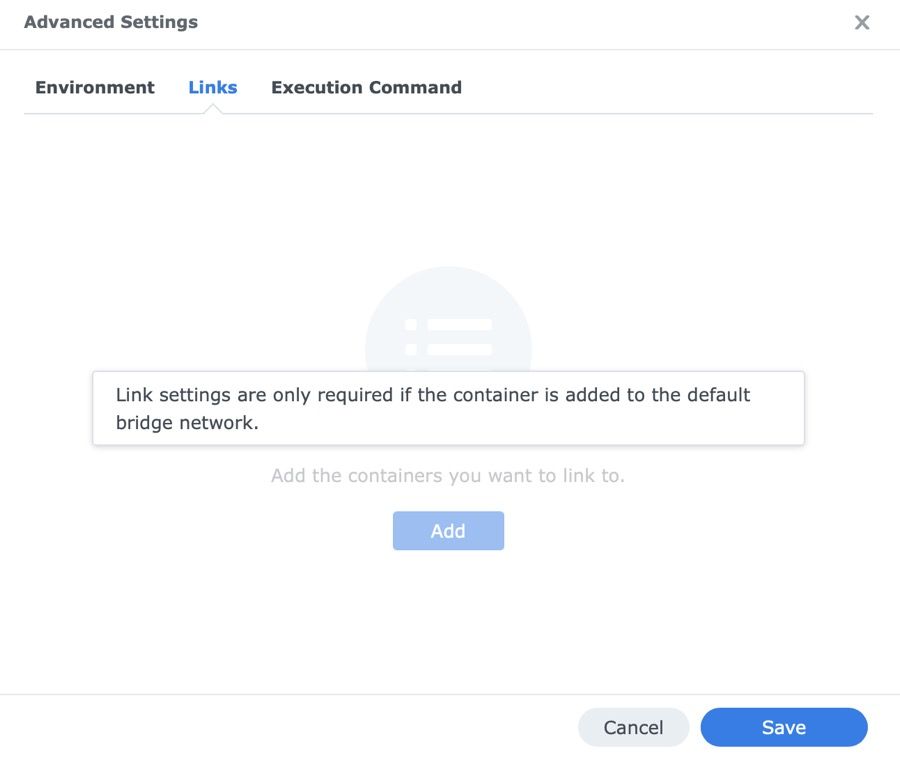 Advanced Settings
Environment Links Execution Command
Link settings are only required if the container is added to the default
bridge network.
Add the containers you want to link to.
Add
Cancel Save